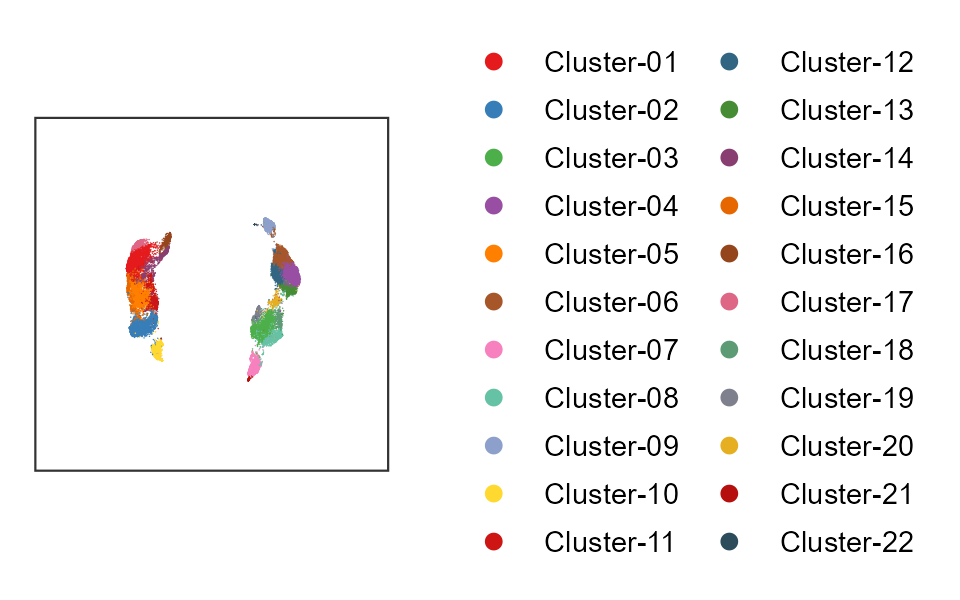 Cluster-01
Cluster-02
Cluster-03
Cluster-04
Cluster-05
Cluster-06
Cluster-07
Cluster-08
Cluster-09
Cluster-10
Cluster-11
Cluster-12
Cluster-13
Cluster-14
Cluster-15
Cluster-16
Cluster-17
Cluster-18
Cluster-19
Cluster-20
Cluster-21
Cluster-22